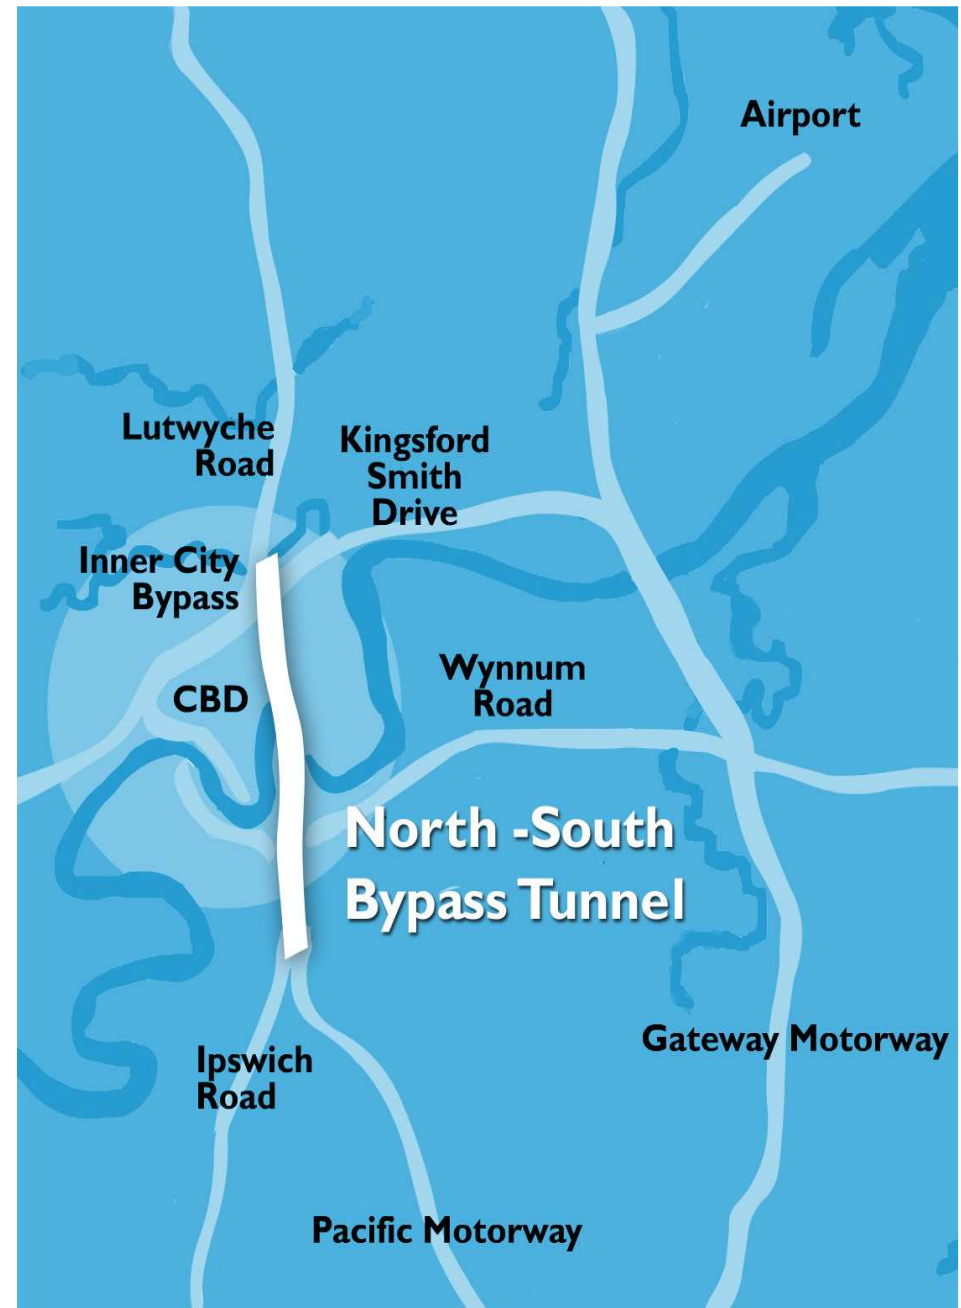 Airport
Lutwyche
Road
Kingsford
Smith
Drive
Inner City
Bypass
CBD
Wynnum
Road
North -South
Bypass Tunnel
Gateway Motorway
Ipswich
Road
Pacific Motorway